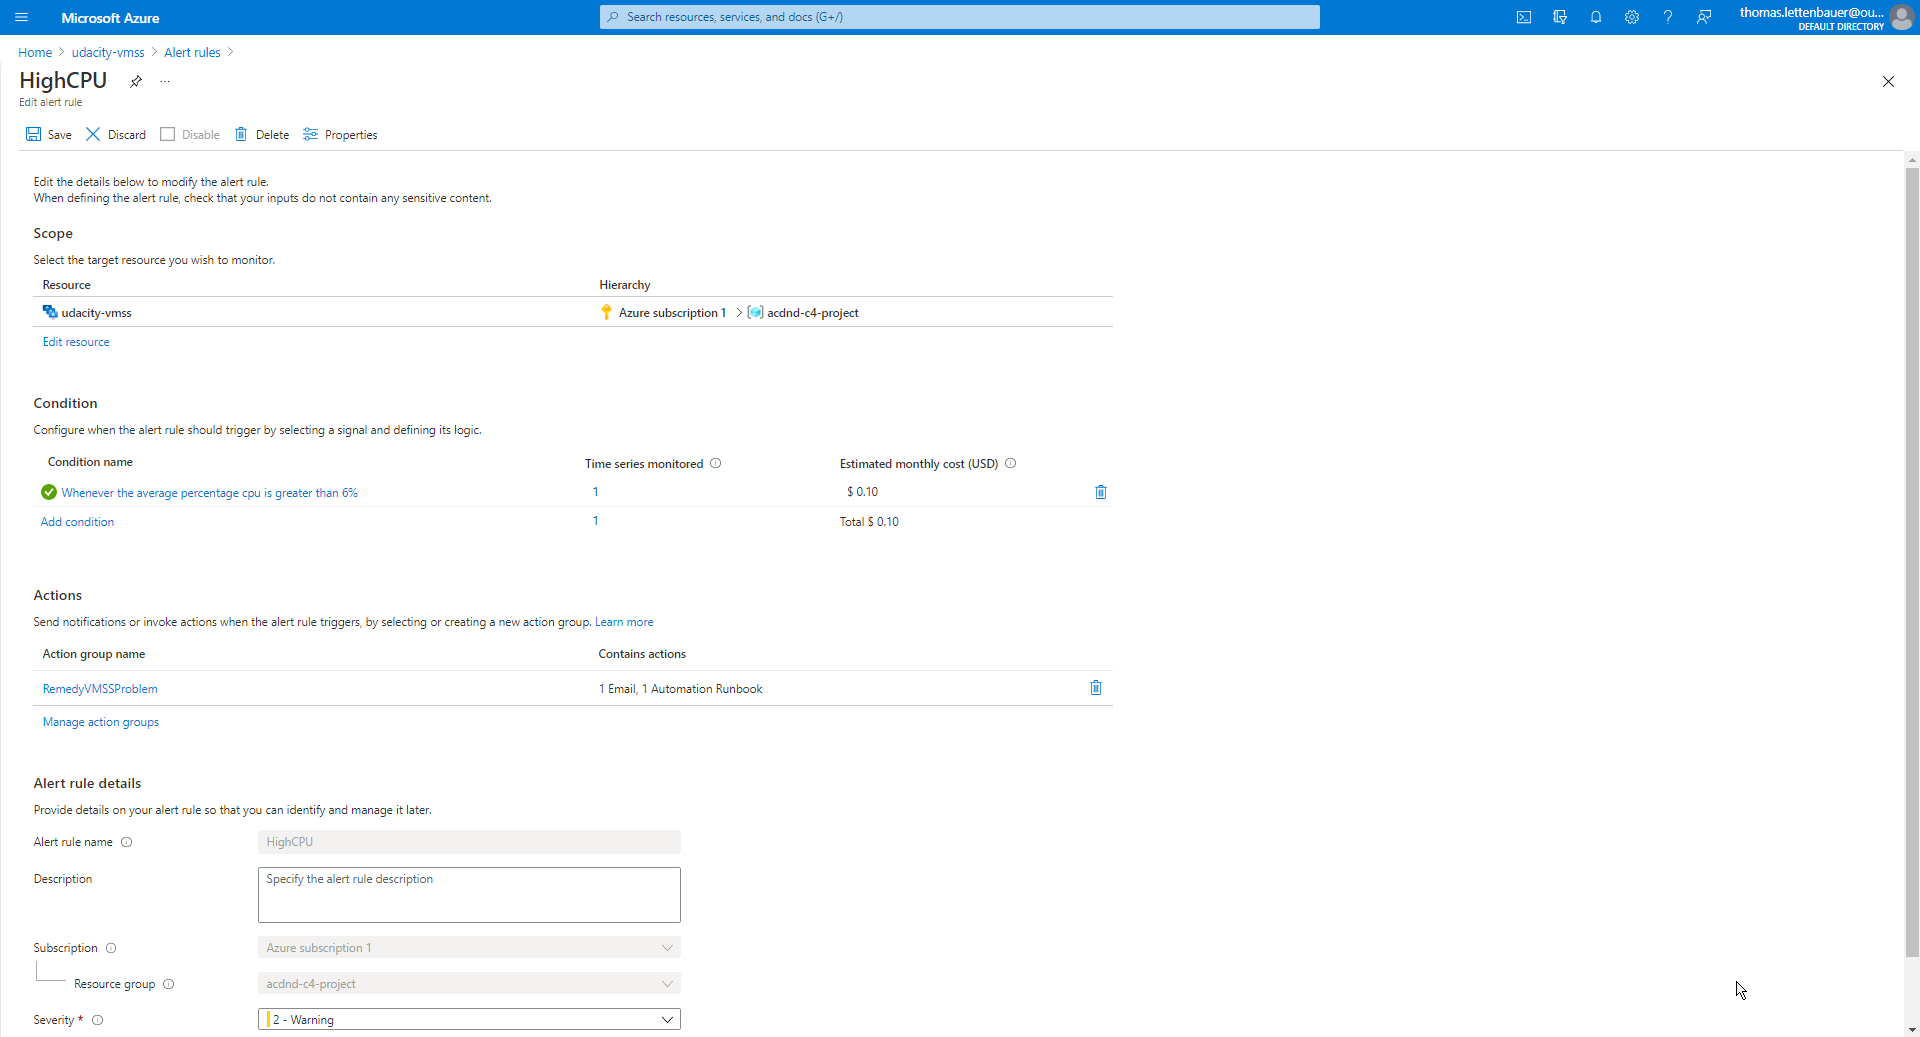 Microsoft Azure
Search resources, services, and docs (G+/)
thomas.lettenbauer@ou...
DEFAULT DIRECTORY
Home > udacity-vmss > Alert rules >
HighCPU ...
Edit alert rule
Save Discard Disable Delete Properties
Edit the details below to modify the alert rule.
When defining the alert rule, check that your inputs do not contain any sensitive content.
Scope
Select the target resource you wish to monitor.
Resource Hierarchy
udacity-vmss Azure subscription 1 > acdnd-c4-project
Edit resource
Condition
Configure when the alert rule should trigger by selecting a signal and defining its logic.
Condition name Time series monitored Estimated monthly cost (USD)
Whenever the average percentage cpu is greater than 6% 1 $ 0.10
Add condition 1 Total $ 0.10
Actions
Send notifications or invoke actions when the alert rule triggers, by selecting or creating a new action group. Learn more
Action group name Contains actions
RemedyVMSSProblem 1 Email, 1 Automation Runbook
Manage action groups
Alert rule details
Provide details on your alert rule so that you can identify and manage it later.
Alert rule name HighCPU
Description Specify the alert rule description
Subscription Azure subscription 1
Resource group acdnd-c4-project
Severity * 2 - Warning